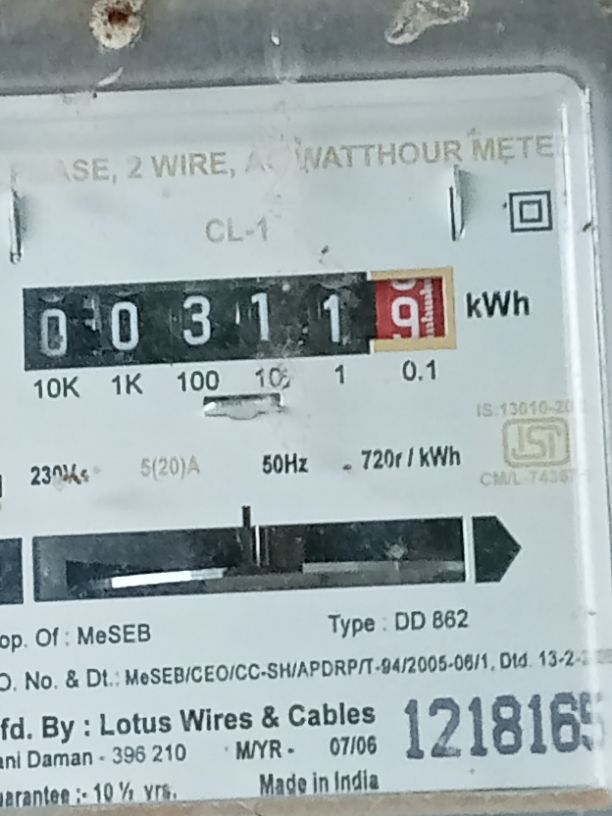 ASE, 2 WIRE, A WATTHOUR METE
CL-1
0 0 3 1 1 9 kWh
10K 1K 100 10 1 0.1
IS:13010-20
230V 5(20)A 50Hz 720r / kWh
ISI
CM/L-7436
op. Of : MeSEB Type : DD 862
O. No. & Dt.: MeSEB/CEO/CC-SH/APDRP/T-94/2005-06/1, Dtd. 13-2-
fd. By : Lotus Wires & Cables
ani Daman - 396 210 M/YR - 07/06
1218165
uarantee :- 10 ½ yrs. Made in India